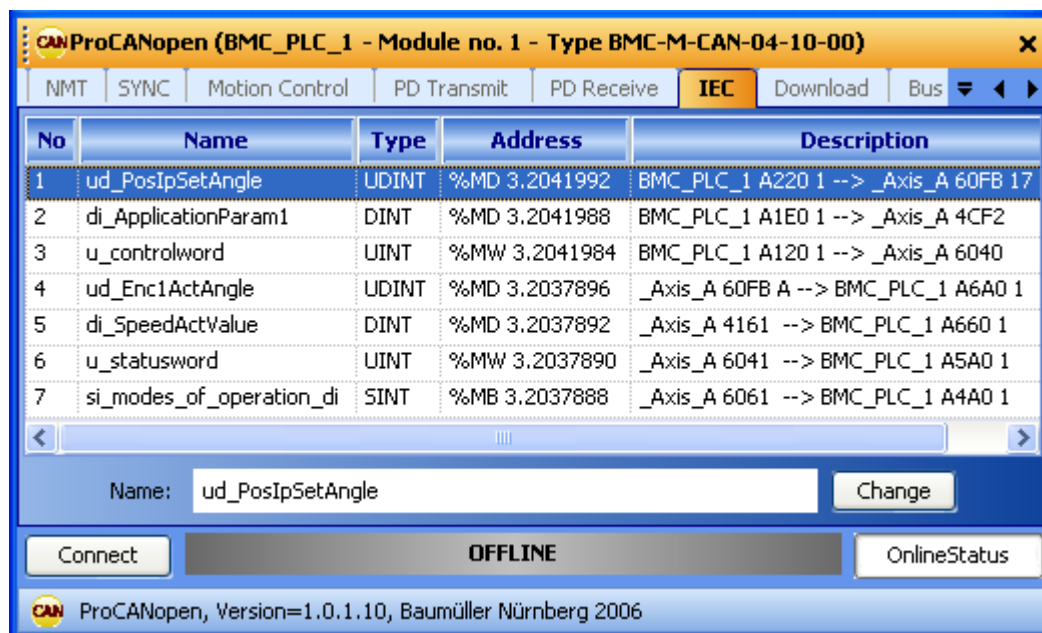 CAN ProCANopen (BMC_PLC_1 - Module no. 1 - Type BMC-M-CAN-04-10-00)
NMT SYNC Motion Control PD Transmit PD Receive IEC Download Bus
No Name Type Address Description
1 ud_PosIpSetAngle UDINT %MD 3.2041992 BMC_PLC_1 A220 1 --> _Axis_A 60FB 17
2 di_ApplicationParam1 DINT %MD 3.2041988 BMC_PLC_1 A1E0 1 --> _Axis_A 4CF2
3 u_controlword UINT %MW 3.2041984 BMC_PLC_1 A120 1 --> _Axis_A 6040
4 ud_Enc1ActAngle UDINT %MD 3.2037896 _Axis_A 60FB A --> BMC_PLC_1 A6A0 1
5 di_SpeedActValue DINT %MD 3.2037892 _Axis_A 4161 --> BMC_PLC_1 A660 1
6 u_statusword UINT %MW 3.2037890 _Axis_A 6041 --> BMC_PLC_1 A5A0 1
7 si_modes_of_operation_di SINT %MB 3.2037888 _Axis_A 6061 --> BMC_PLC_1 A4A0 1
Name: ud_PosIpSetAngle Change
Connect OFFLINE OnlineStatus
CAN ProCANopen, Version=1.0.1.10, Baumüller Nürnberg 2006